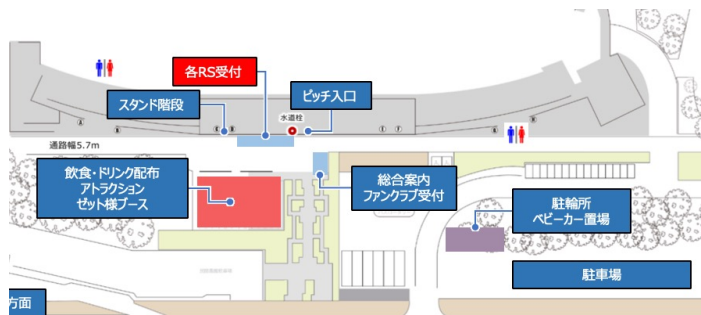 各RS受付
スタンド階段
ピッチ入口
水道栓
通路幅5.7m
飲食・ドリンク配布
アトラクション
ゼット様ブース
総合案内
ファンクラブ受付
駐輪所
ベビーカー置場
駐車場
方面